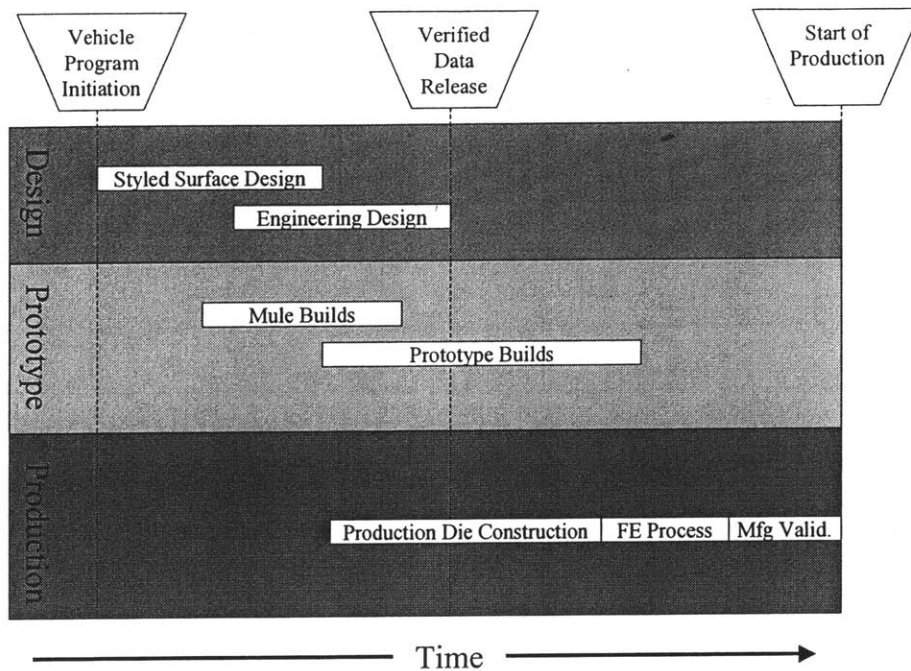 Vehicle
Program
Initiation
Verified
Data
Release
Start of
Production
Design
Styled Surface Design
Engineering Design
Prototype
Mule Builds
Prototype Builds
Production
Production Die Construction
FE Process
Mfg Valid.
Time